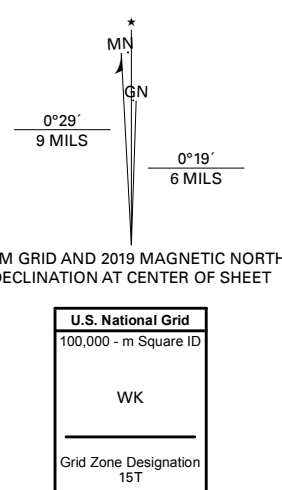 MN
GN
0°29´
9 MILS
0°19´
6 MILS
M GRID AND 2019 MAGNETIC NORTH
DECLINATION AT CENTER OF SHEET
U.S. National Grid
100,000 - m Square ID
WK
Grid Zone Designation
15T